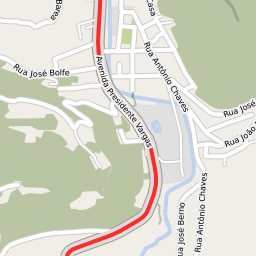 Casa
Rua José Bolfe
Avenida Presidente Vargas
Rua Antônio Chaves
Rua José
Rua João
Rua José Berno
Rua Antônio Chaves